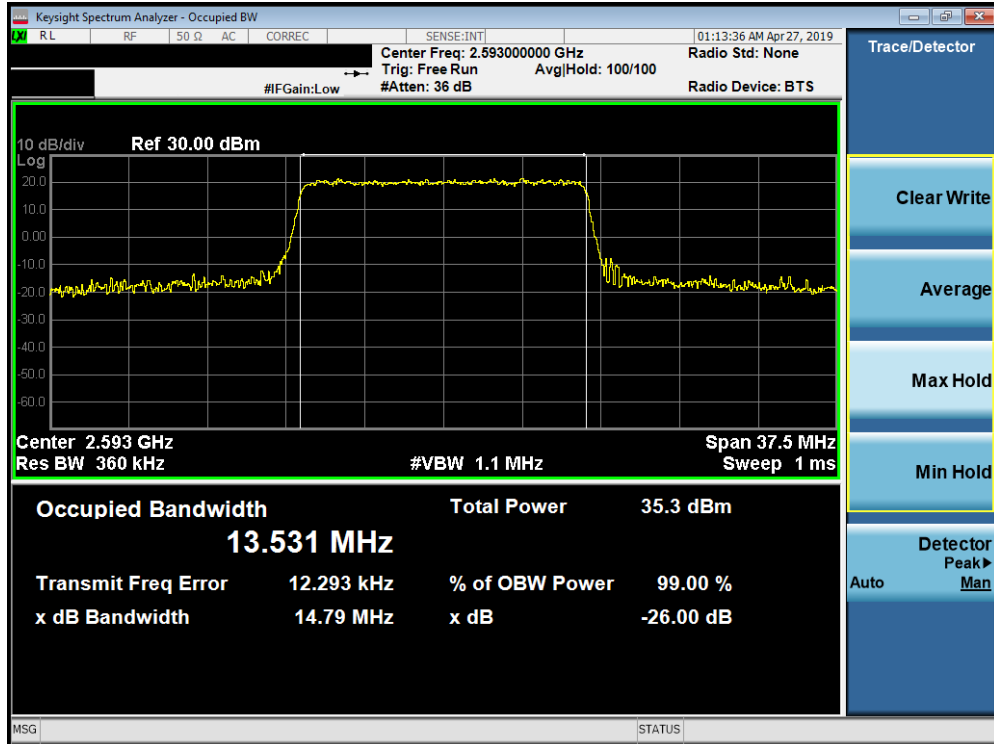 Keysight Spectrum Analyzer - Occupied BW
LXI RL RF 50 Ω AC CORREC SENSE:INT 01:13:36 AM Apr 27, 2019
Center Freq: 2.593000000 GHz Radio Std: None
Trig: Free Run Avg|Hold: 100/100
#IFGain:Low #Atten: 36 dB Radio Device: BTS
10 dB/div Ref 30.00 dBm
Log
20.0
10.0
0.00
-10.0
-20.0
-30.0
-40.0
-50.0
-60.0
Center 2.593 GHz Span 37.5 MHz
Res BW 360 kHz #VBW 1.1 MHz Sweep 1 ms
Occupied Bandwidth Total Power 35.3 dBm
13.531 MHz
Transmit Freq Error 12.293 kHz % of OBW Power 99.00 %
x dB Bandwidth 14.79 MHz x dB -26.00 dB
Trace/Detector
Clear Write
Average
Max Hold
Min Hold
Detector
Peak▶
Auto Man
MSG STATUS